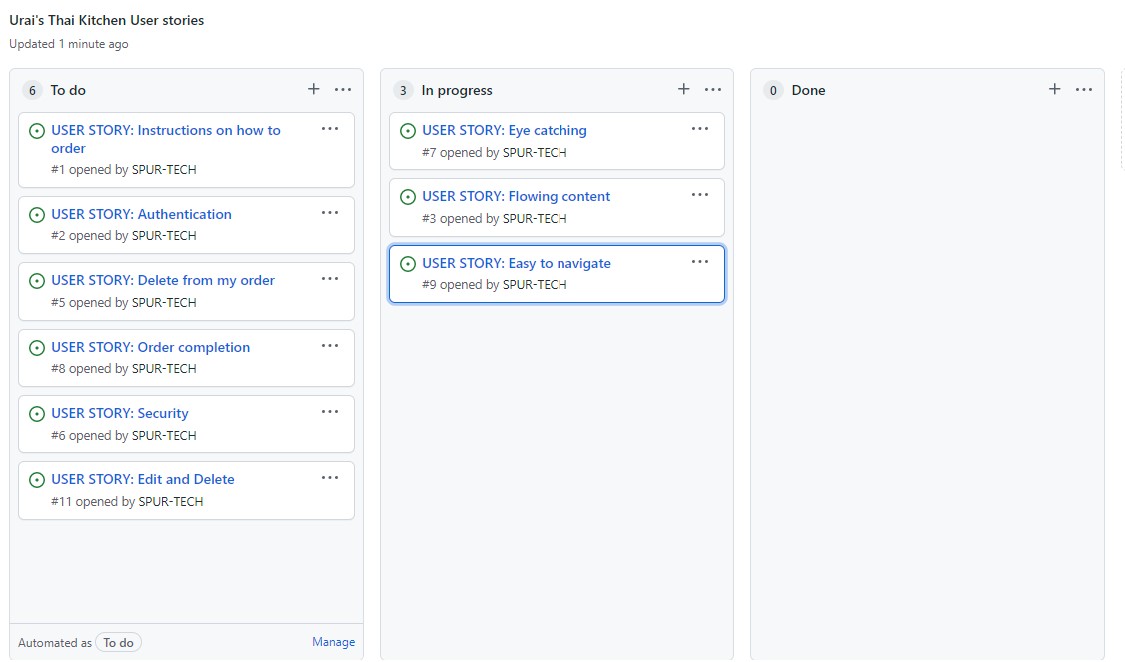 Urai's Thai Kitchen User stories
Updated 1 minute ago
6 To do
USER STORY: Instructions on how to
order
#1 opened by SPUR-TECH
USER STORY: Authentication
#2 opened by SPUR-TECH
USER STORY: Delete from my order
#5 opened by SPUR-TECH
USER STORY: Order completion
#8 opened by SPUR-TECH
USER STORY: Security
#6 opened by SPUR-TECH
USER STORY: Edit and Delete
#11 opened by SPUR-TECH
Automated as To do Manage
3 In progress
USER STORY: Eye catching
#7 opened by SPUR-TECH
USER STORY: Flowing content
#3 opened by SPUR-TECH
USER STORY: Easy to navigate
#9 opened by SPUR-TECH
0 Done